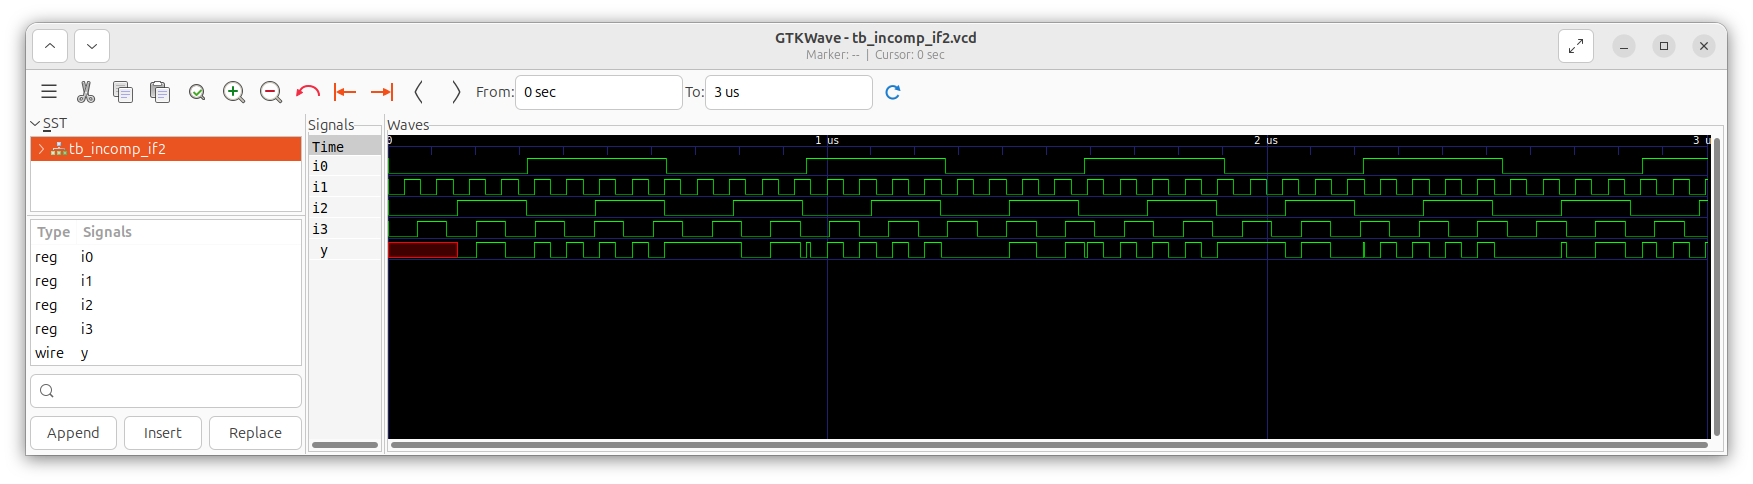 GTKWave - tb_incomp_if2.vcd
Marker: -- | Cursor: 0 sec
From: 0 sec To: 3 us
SST
tb_incomp_if2
Type Signals
reg i0
reg i1
reg i2
reg i3
wire y
Append Insert Replace
Signals
Time
i0
i1
i2
i3
y
Waves
0 1 us 2 us 3 u